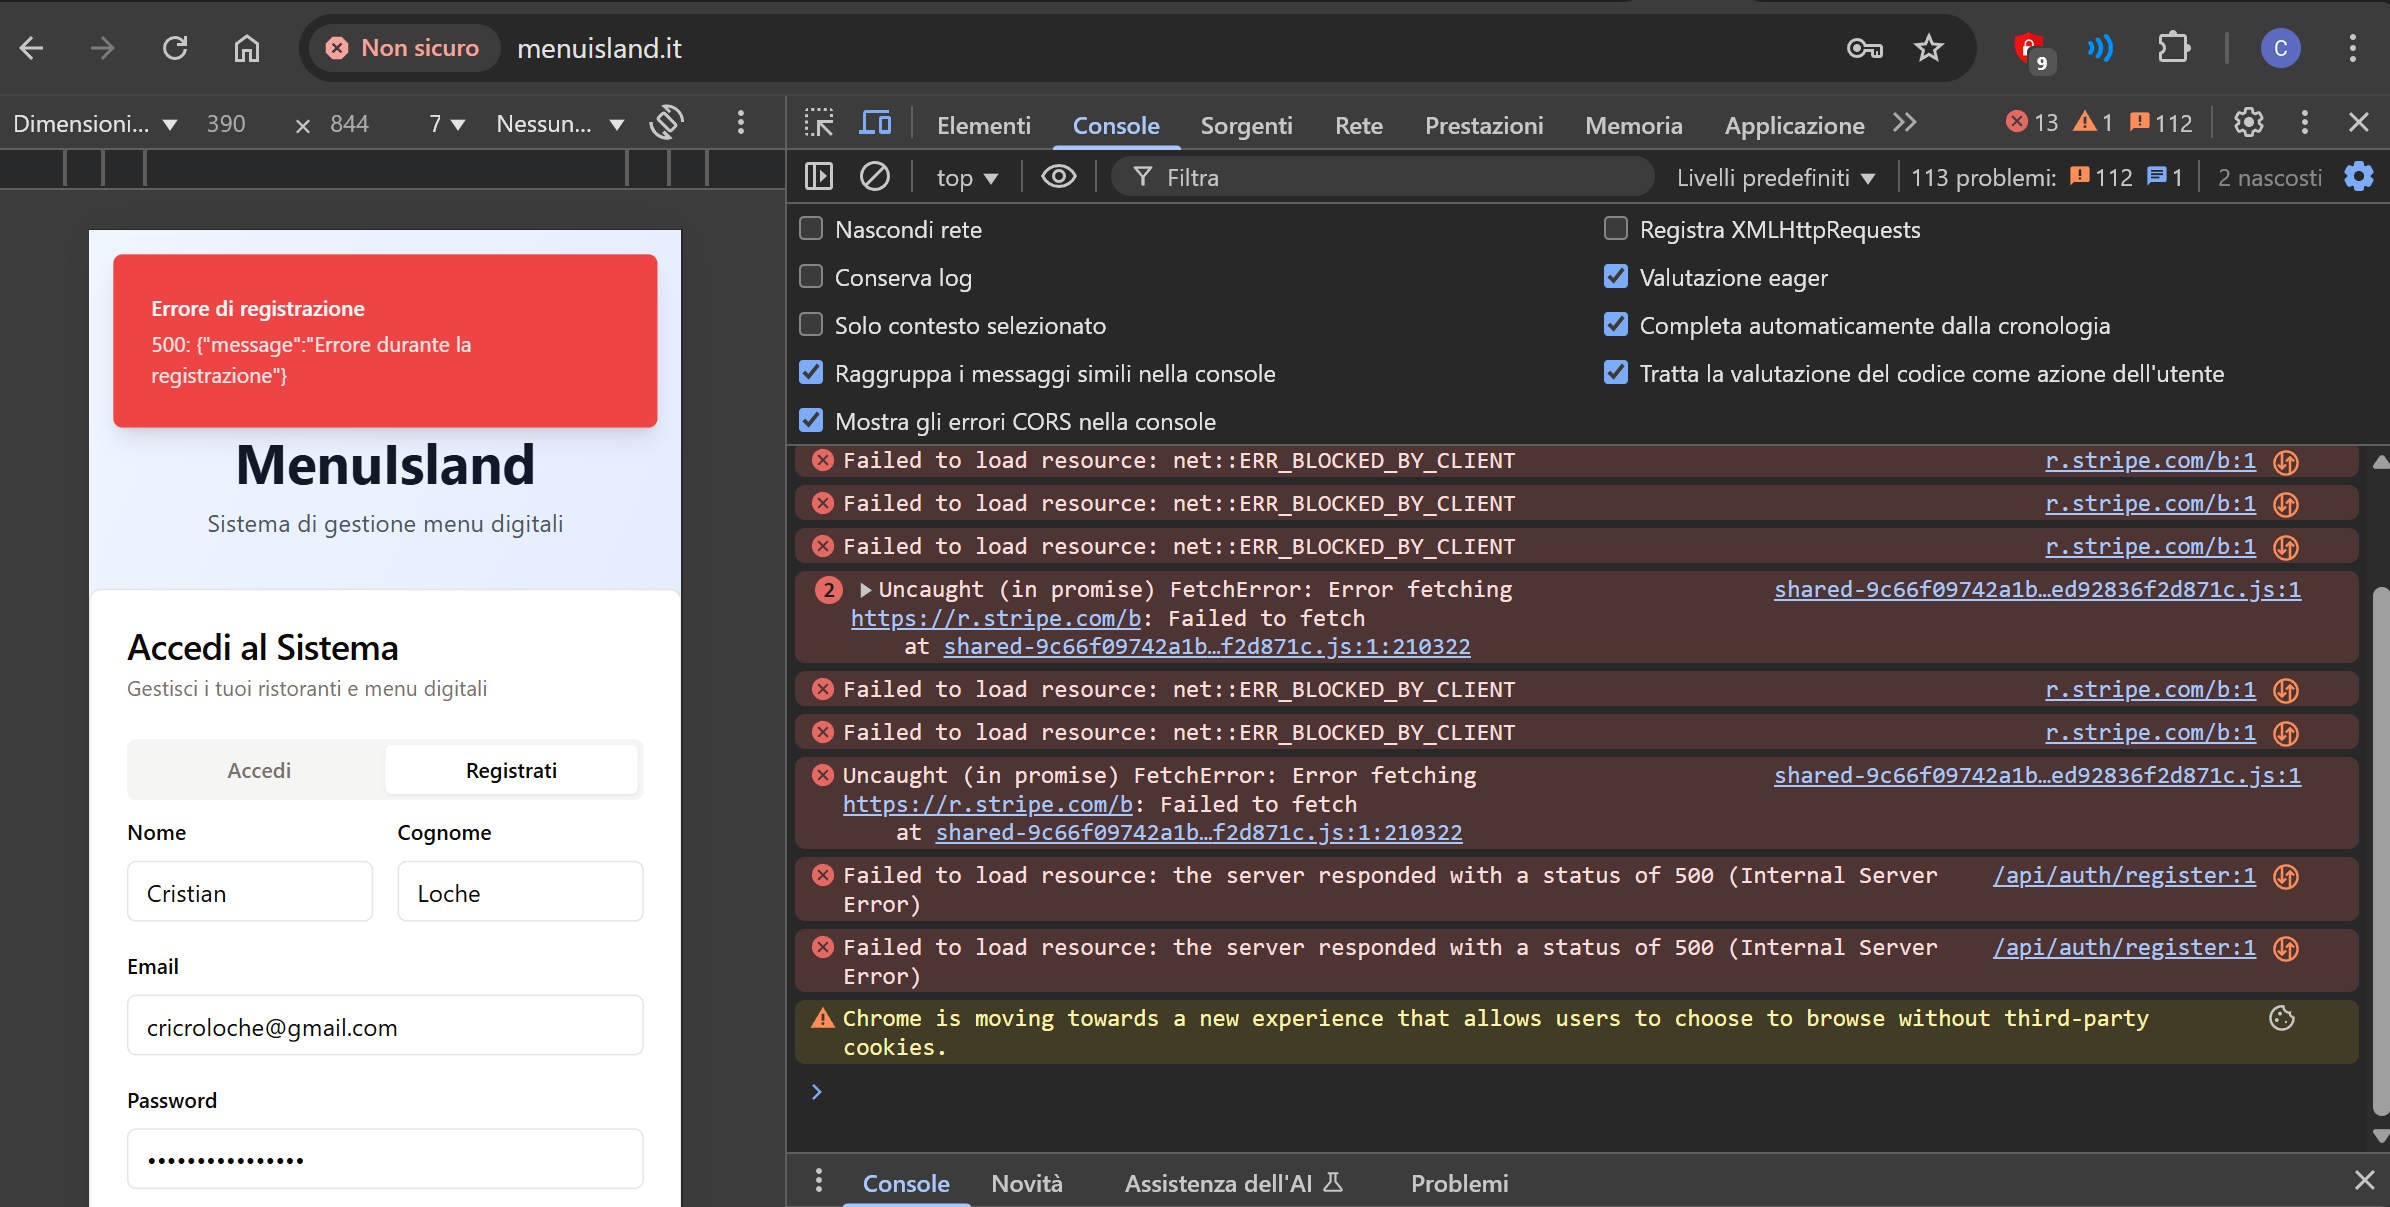 Non sicuro
menuisland.it
9
C
Dimensioni...
390
×
844
7
Nessun...
Elementi
Console
Sorgenti
Rete
Prestazioni
Memoria
Applicazione
13
1
112
top
Filtra
Livelli predefiniti
113 problemi:
112
1
2 nascosti
Nascondi rete
Registra XMLHttpRequests
Conserva log
Valutazione eager
Solo contesto selezionato
Completa automaticamente dalla cronologia
Raggruppa i messaggi simili nella console
Tratta la valutazione del codice come azione dell'utente
Mostra gli errori CORS nella console
Errore di registrazione
500: {"message":"Errore durante la
registrazione"}
MenuIsland
Sistema di gestione menu digitali
Accedi al Sistema
Gestisci i tuoi ristoranti e menu digitali
Accedi
Registrati
Nome
Cognome
Cristian
Loche
Email
cricroloche@gmail.com
Password
••••••••••••••••
Failed to load resource: net::ERR_BLOCKED_BY_CLIENT r.stripe.com/b:1
Failed to load resource: net::ERR_BLOCKED_BY_CLIENT r.stripe.com/b:1
Failed to load resource: net::ERR_BLOCKED_BY_CLIENT r.stripe.com/b:1
2 Uncaught (in promise) FetchError: Error fetching shared-9c66f09742a1b…ed92836f2d871c.js:1
https://r.stripe.com/b: Failed to fetch
at shared-9c66f09742a1b…f2d871c.js:1:210322
Failed to load resource: net::ERR_BLOCKED_BY_CLIENT r.stripe.com/b:1
Failed to load resource: net::ERR_BLOCKED_BY_CLIENT r.stripe.com/b:1
Uncaught (in promise) FetchError: Error fetching shared-9c66f09742a1b…ed92836f2d871c.js:1
https://r.stripe.com/b: Failed to fetch
at shared-9c66f09742a1b…f2d871c.js:1:210322
Failed to load resource: the server responded with a status of 500 (Internal Server /api/auth/register:1
Error)
Failed to load resource: the server responded with a status of 500 (Internal Server /api/auth/register:1
Error)
Chrome is moving towards a new experience that allows users to choose to browse without third-party
cookies.
Console
Novità
Assistenza dell'AI
Problemi